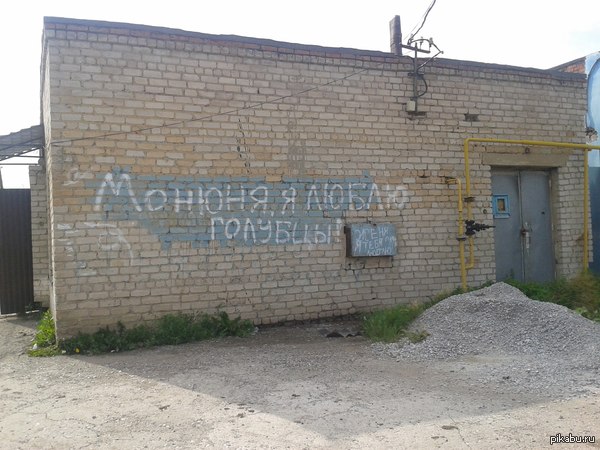 Монюня, я люблю
голубцы!
pikabu.ru